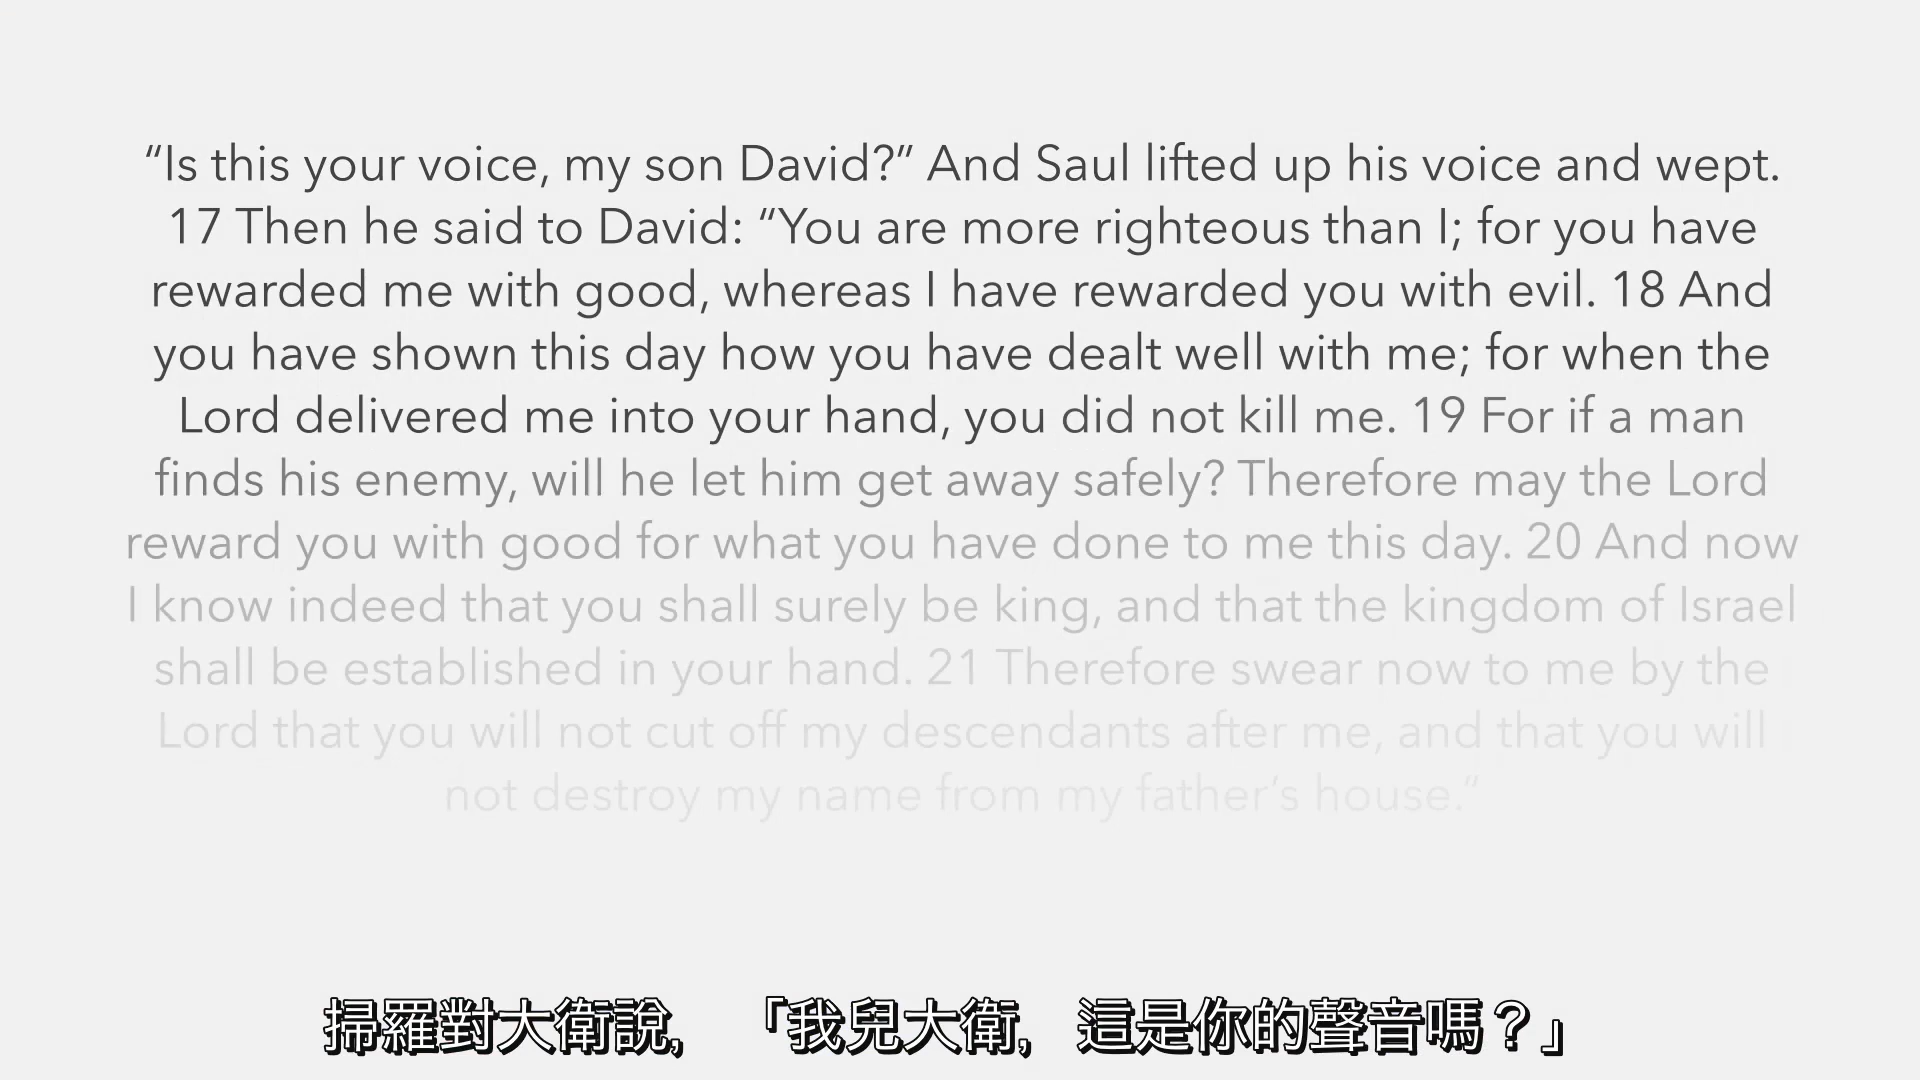 “Is this your voice, my son David?” And Saul lifted up his voice and wept.
17 Then he said to David: “You are more righteous than I; for you have
rewarded me with good, whereas I have rewarded you with evil. 18 And
you have shown this day how you have dealt well with me; for when the
Lord delivered me into your hand, you did not kill me. 19 For if a man
finds his enemy, will he let him get away safely? Therefore may the Lord
reward you with good for what you have done to me this day. 20 And now
I know indeed that you shall surely be king, and that the kingdom of Israel
shall be established in your hand. 21 Therefore swear now to me by the
Lord that you will not cut off my descendants after me, and that you will
not destroy my name from my father’s house.”
掃羅對大衛說, 「我兒大衛, 這是你的聲音嗎？」